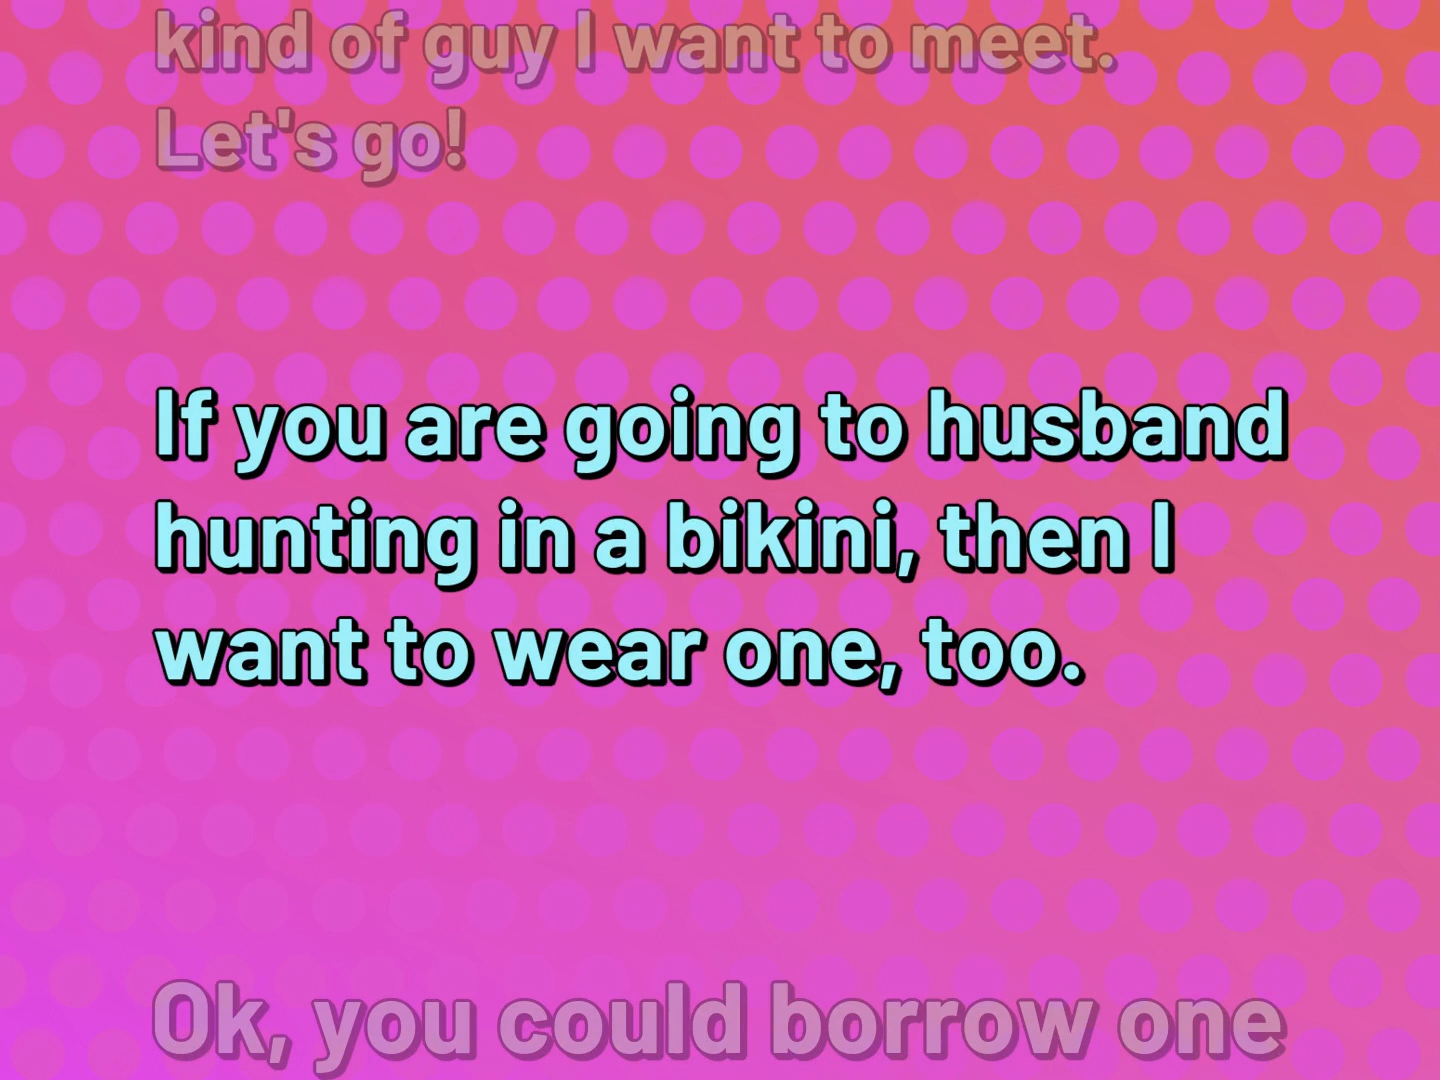 kind of guy I want to meet.
Let's go!
If you are going to husband
hunting in a bikini, then I
want to wear one, too.
Ok, you could borrow one